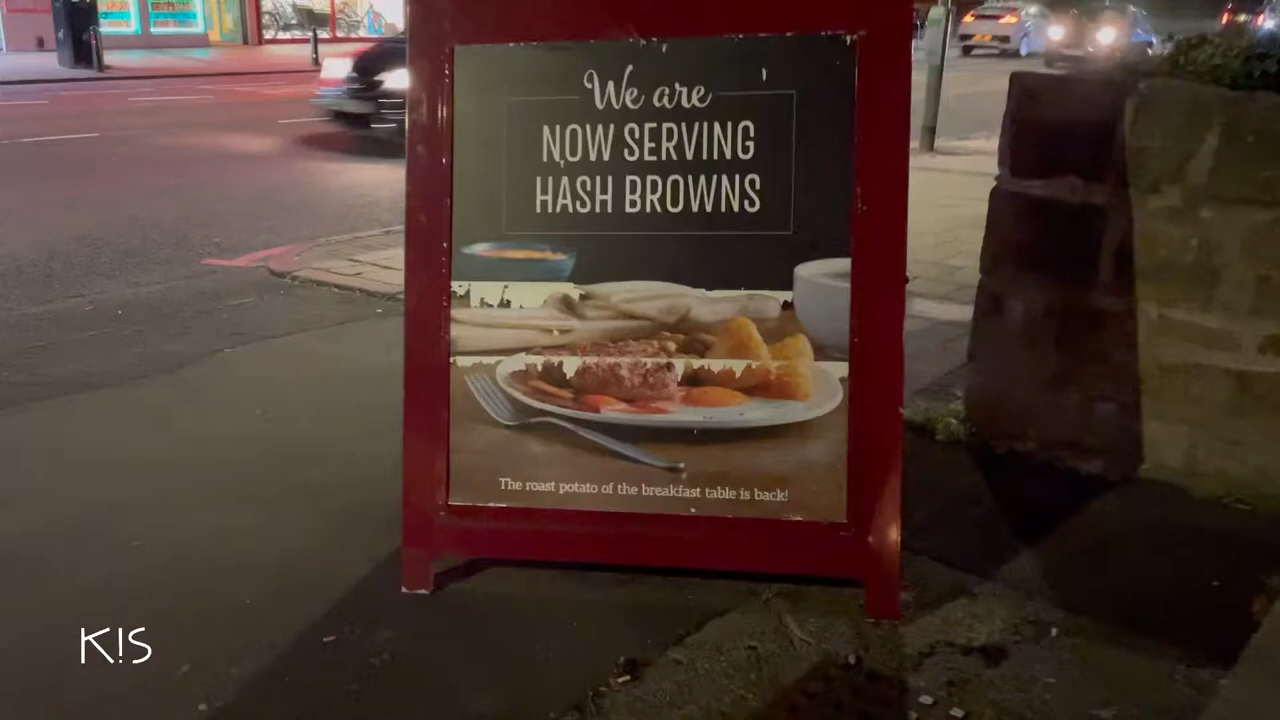 We are
NOW SERVING
HASH BROWNS
The roast potato of the breakfast table is back!
K!S